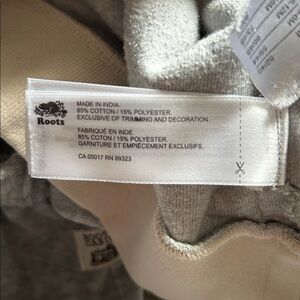 Roots
MADE IN INDIA.
85% COTTON / 15% POLYESTER.
EXCLUSIVE OF TRIMMING AND DECORATION.
FABRIQUÉ EN INDE.
85% COTON / 15% POLYESTER.
GARNITURE ET EMPIÈCEMENT EXCLUSIFS.
CA 05017 RN 89323